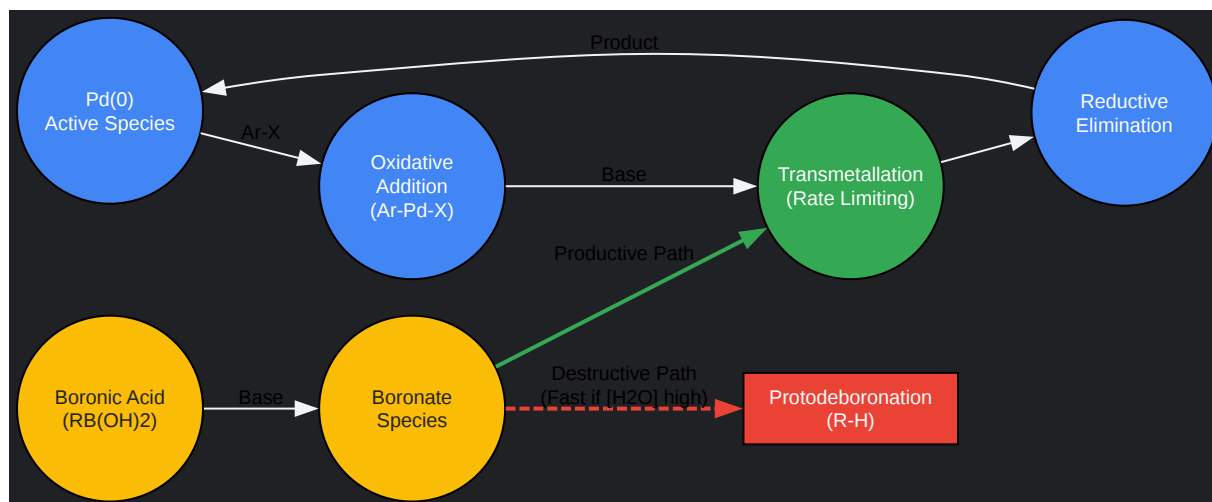 Product
Pd(0)
Active Species
Reductive
Elimination
Ar-X
Oxidative
Addition
(Ar-Pd-X)
Base
Transmetallation
(Rate Limiting)
Productive Path
Boronic Acid
(RB(OH)2)
Base
Boronate
Species
Destructive Path
(Fast if [H2O] high)
Protodeboronation
(R-H)